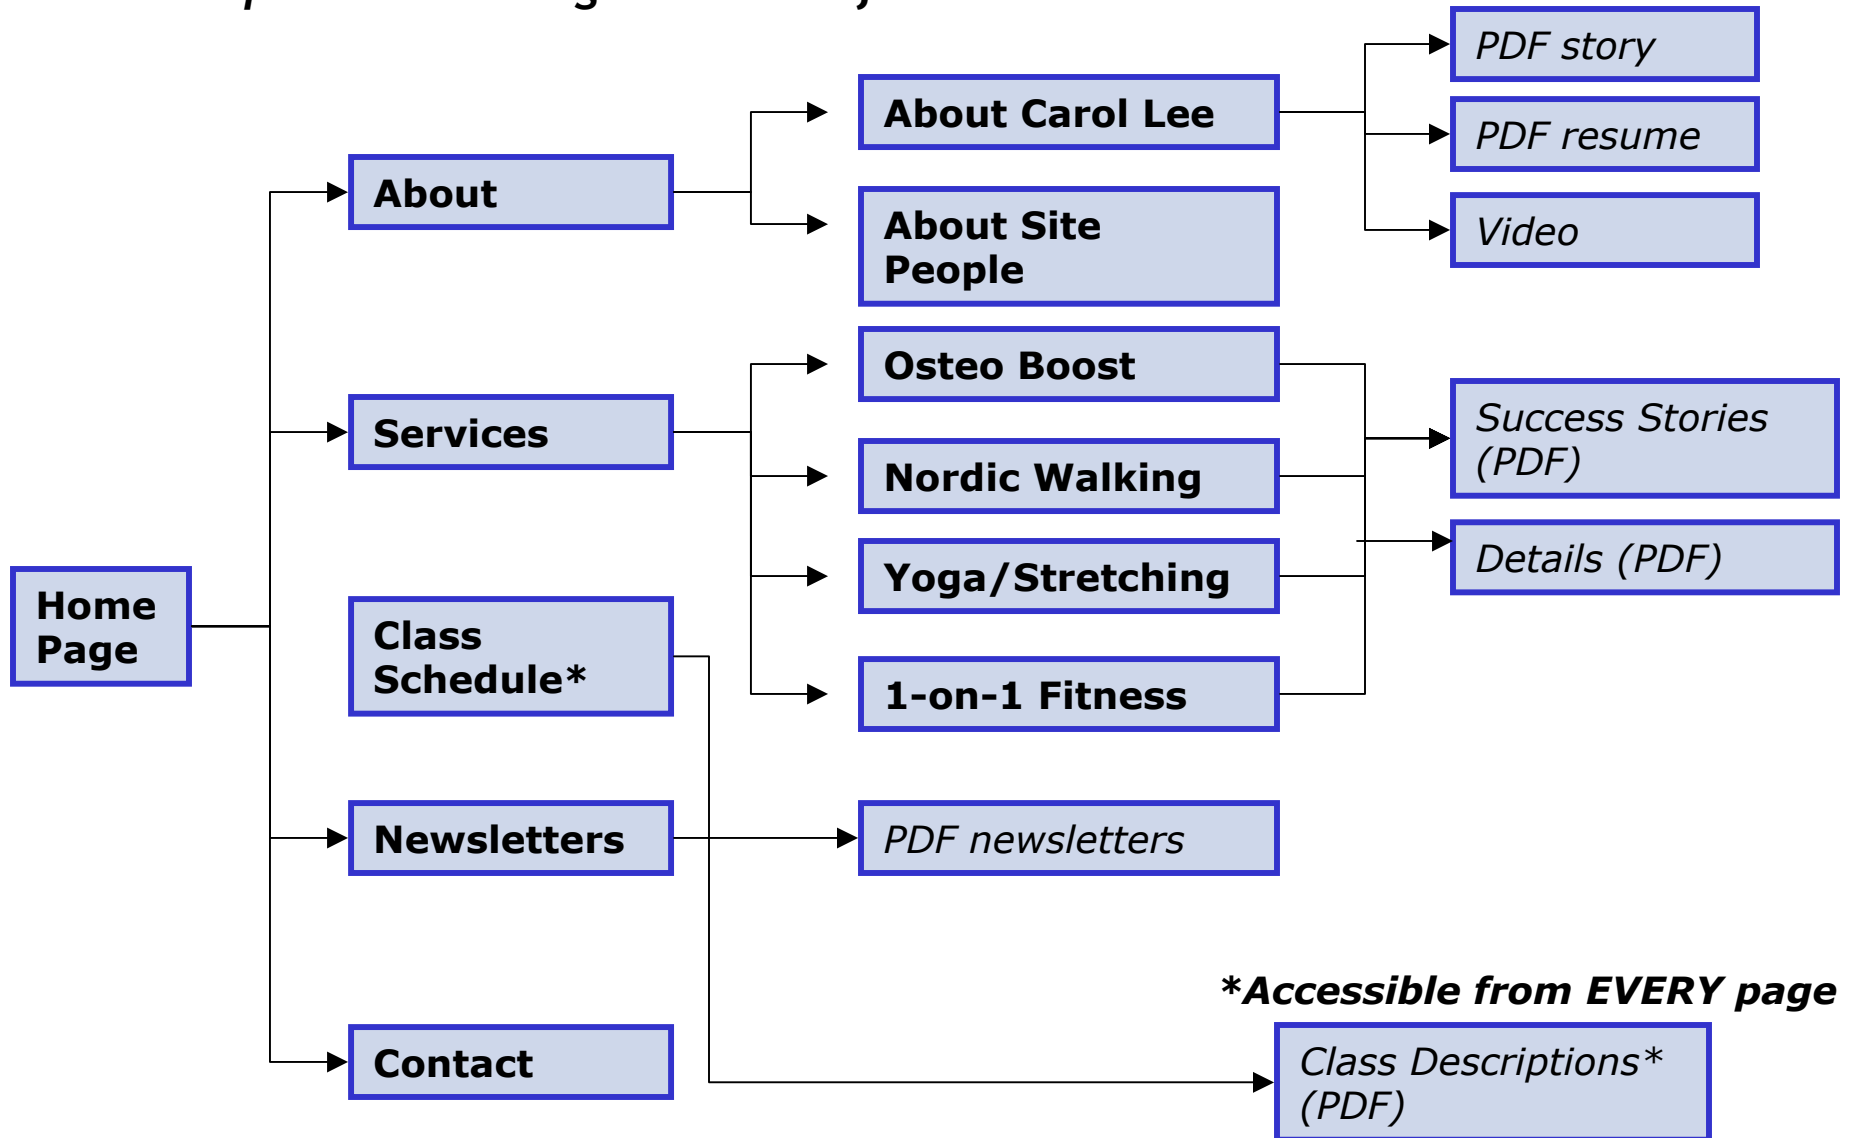 PDF story
About Carol Lee
PDF resume
About
About Site
People
Video
Osteo Boost
Services
Success Stories
(PDF)
Nordic Walking
Details (PDF)
Yoga/Stretching
Home
Page
Class
Schedule*
1-on-1 Fitness
Newsletters
PDF newsletters
*Accessible from EVERY page
Contact
Class Descriptions*
(PDF)